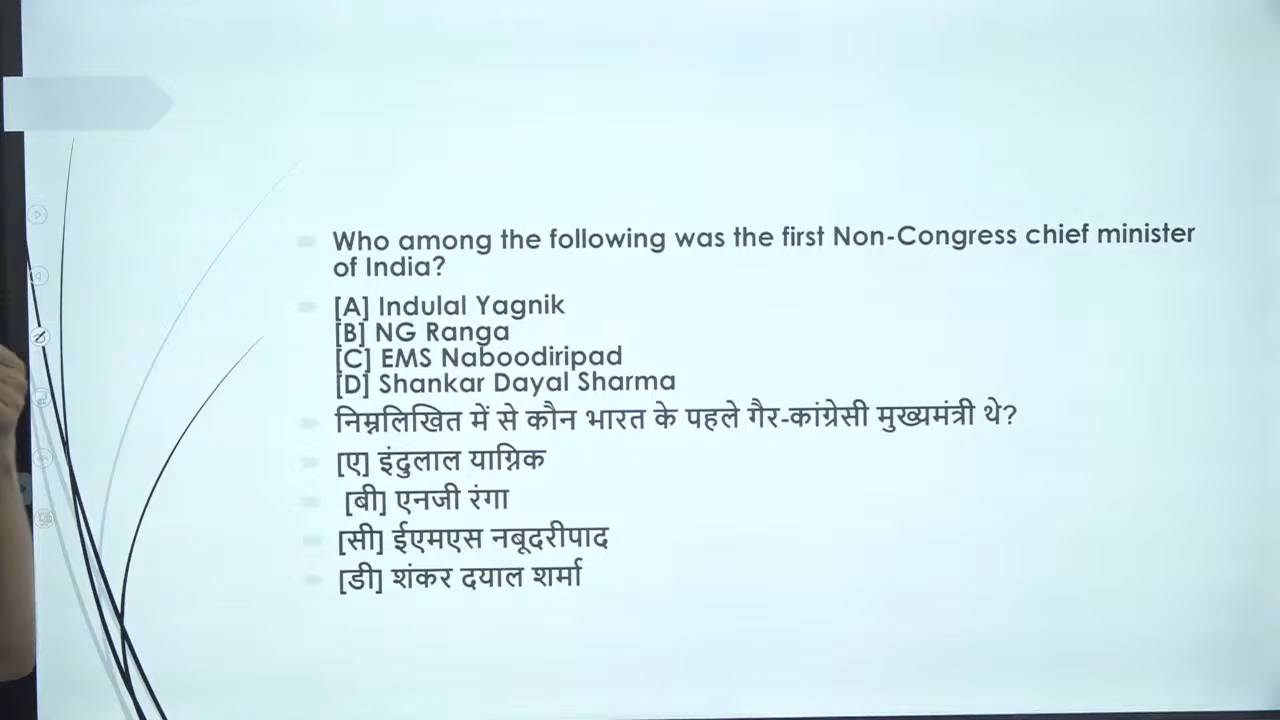 Who among the following was the first Non-Congress chief minister
of India?
[A] Indulal Yagnik
[B] NG Ranga
[C] EMS Naboodiripad
[D] Shankar Dayal Sharma
निम्नलिखित में से कौन भारत के पहले गैर-कांग्रेसी मुख्यमंत्री थे?
[ए] इंदुलाल याग्निक
[बी] एनजी रंगा
[सी] ईएमएस नबूदरीपाद
[डी] शंकर दयाल शर्मा